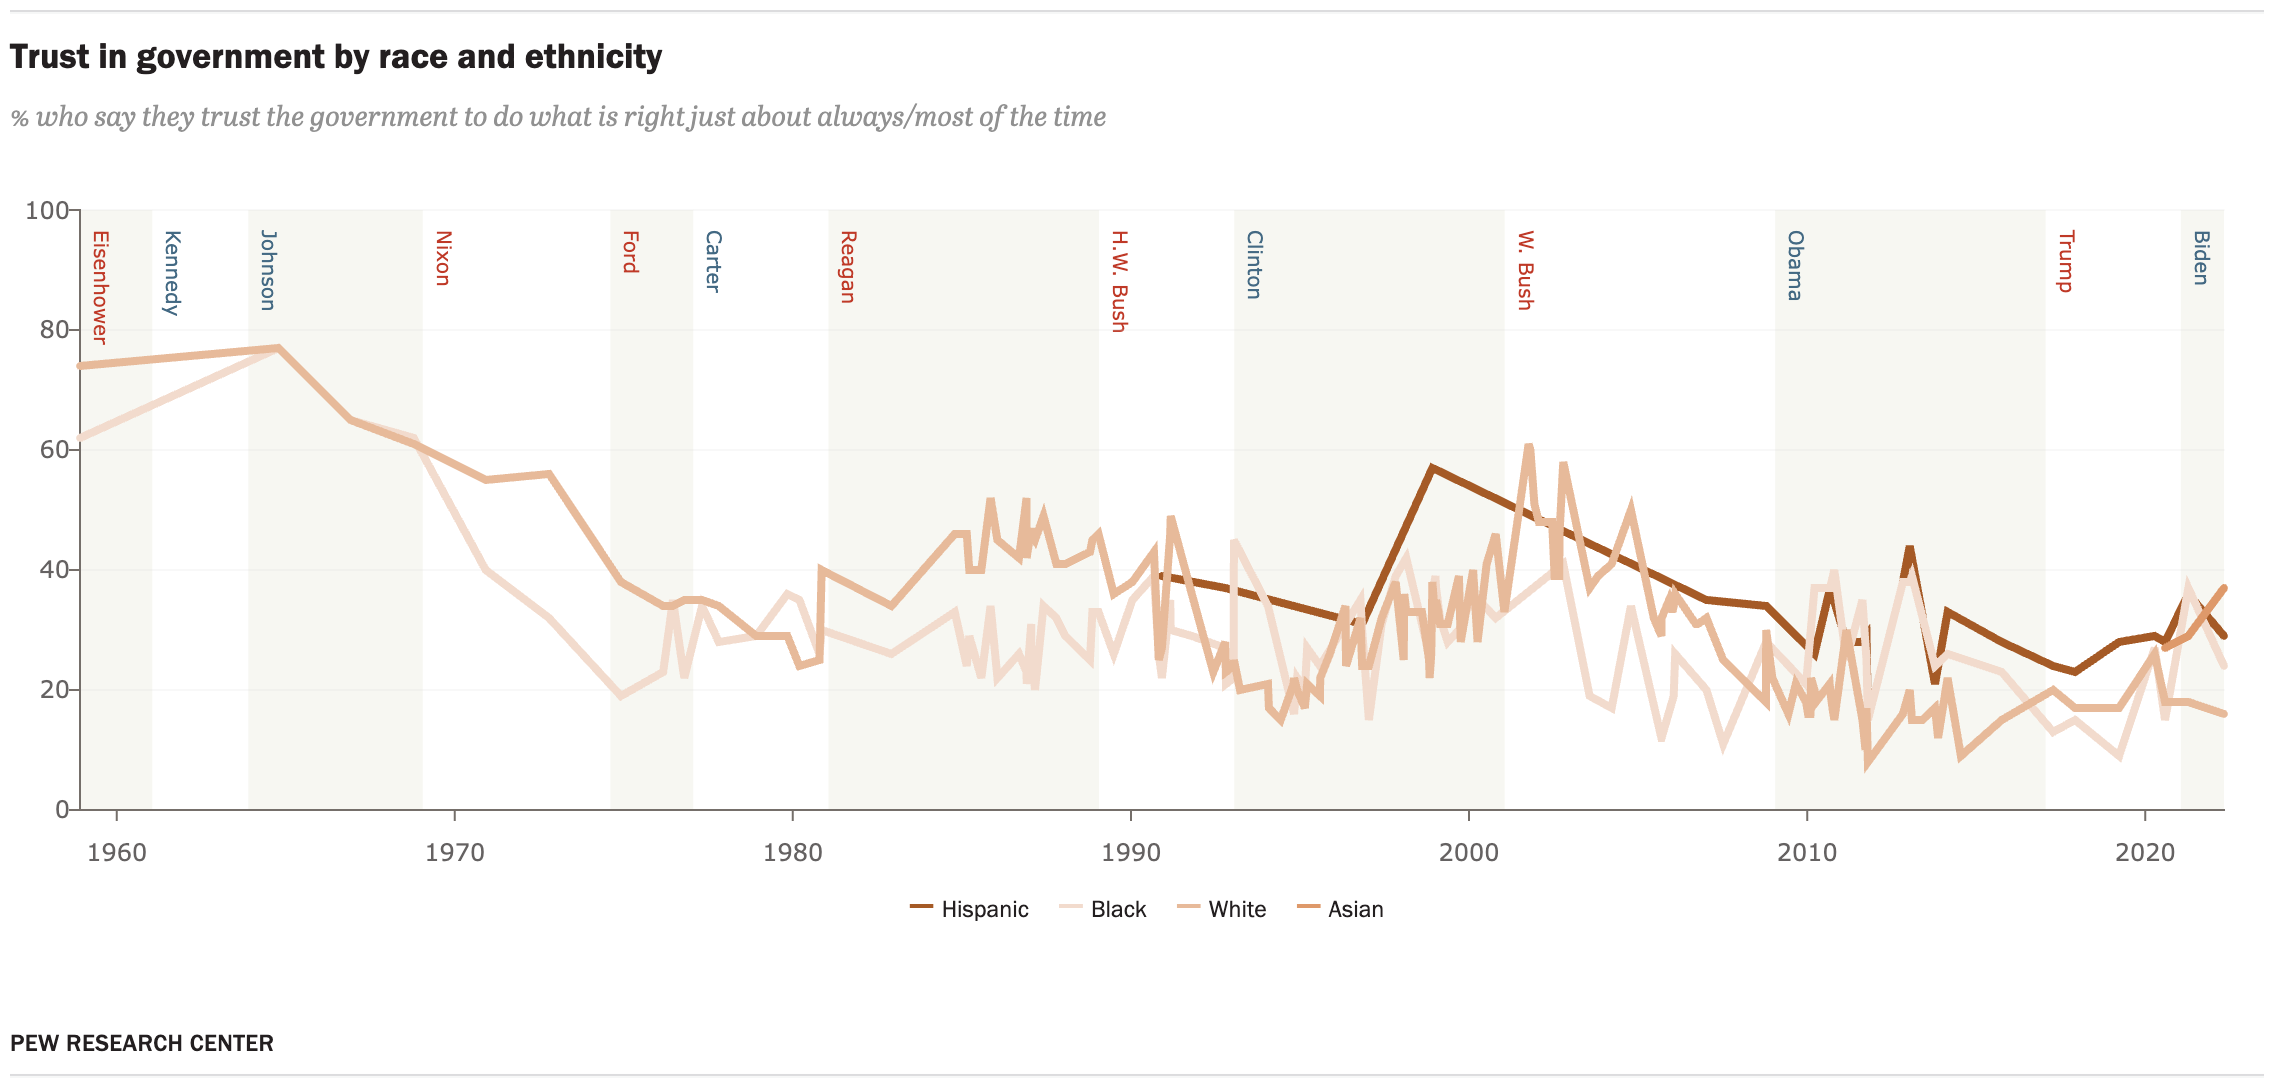 Trust in government by race and ethnicity
% who say they trust the government to do what is right just about always/most of the time
100
80
60
40
20
0
Eisenhower
Kennedy
Johnson
Nixon
Ford
Carter
Reagan
H.W. Bush
Clinton
W. Bush
Obama
Trump
Biden
1960
1970
1980
1990
2000
2010
2020
Hispanic
Black
White
Asian
PEW RESEARCH CENTER